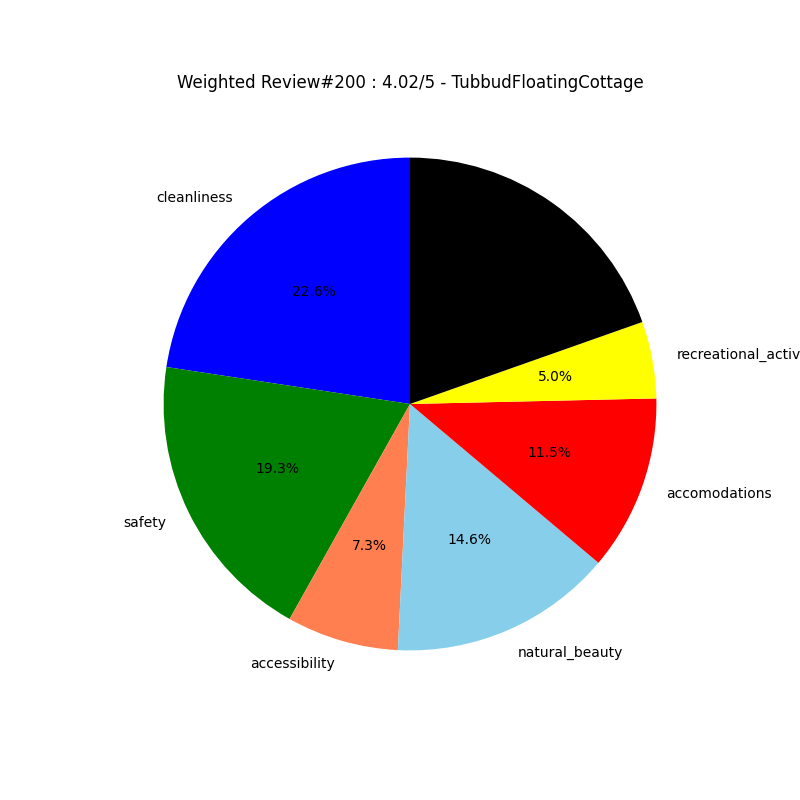 Weighted Review#200 : 4.02/5 - TubbudFloatingCottage
cleanliness
22.6%
recreational_activ
5.0%
19.3%
11.5%
accomodations
safety
7.3%
14.6%
accessibility
natural_beauty